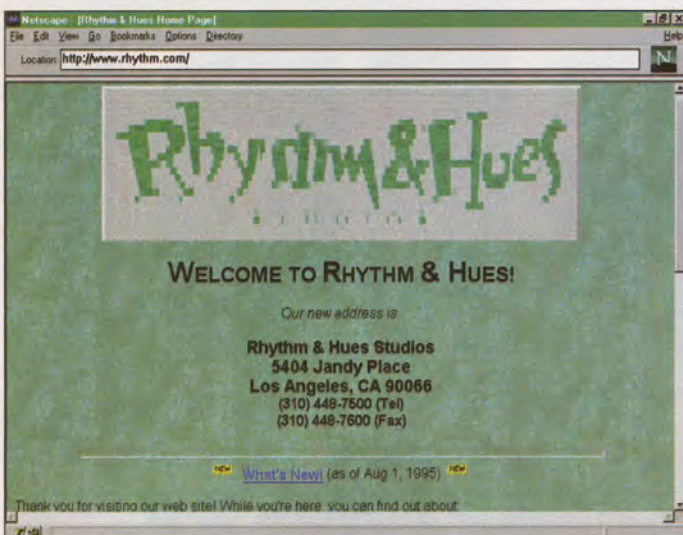 Netscape - [Rhythm & Hues Home Page]
File Edit View Go Bookmarks Options Directory Help
Location: http://www.rhythm.com/
N
Rhythm & Hues
STUDIOS
WELCOME TO RHYTHM & HUES!
Our new address is
Rhythm & Hues Studios
5404 Jandy Place
Los Angeles, CA 90066
(310) 448-7500 (Tel)
(310) 448-7600 (Fax)
NEW What's New! (as of Aug 1, 1995) NEW
Thank you for visiting our web site! While you're here, you can find out about: